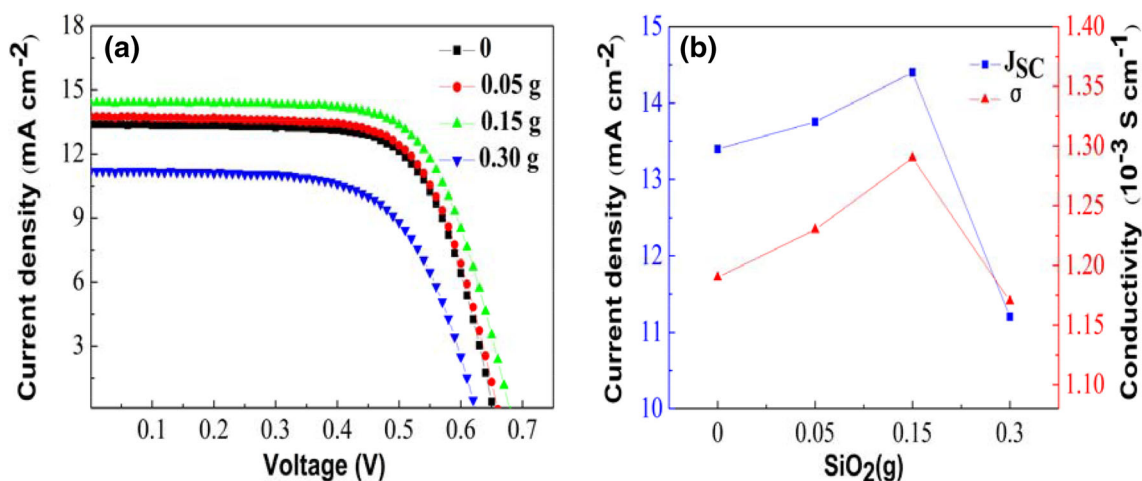 (a)
Current density (mA cm⁻²)
18
15
12
9
6
3
0
0.05 g
0.15 g
0.30 g
0.1 0.2 0.3 0.4 0.5 0.6 0.7
Voltage (V)
(b)
Current density (mA cm⁻²)
15
14
13
12
11
10
J_SC
σ
0 0.05 0.15 0.3
SiO₂(g)
1.40
1.35
1.30
1.25
1.20
1.15
1.10
Conductivity (10⁻³ S cm⁻¹)